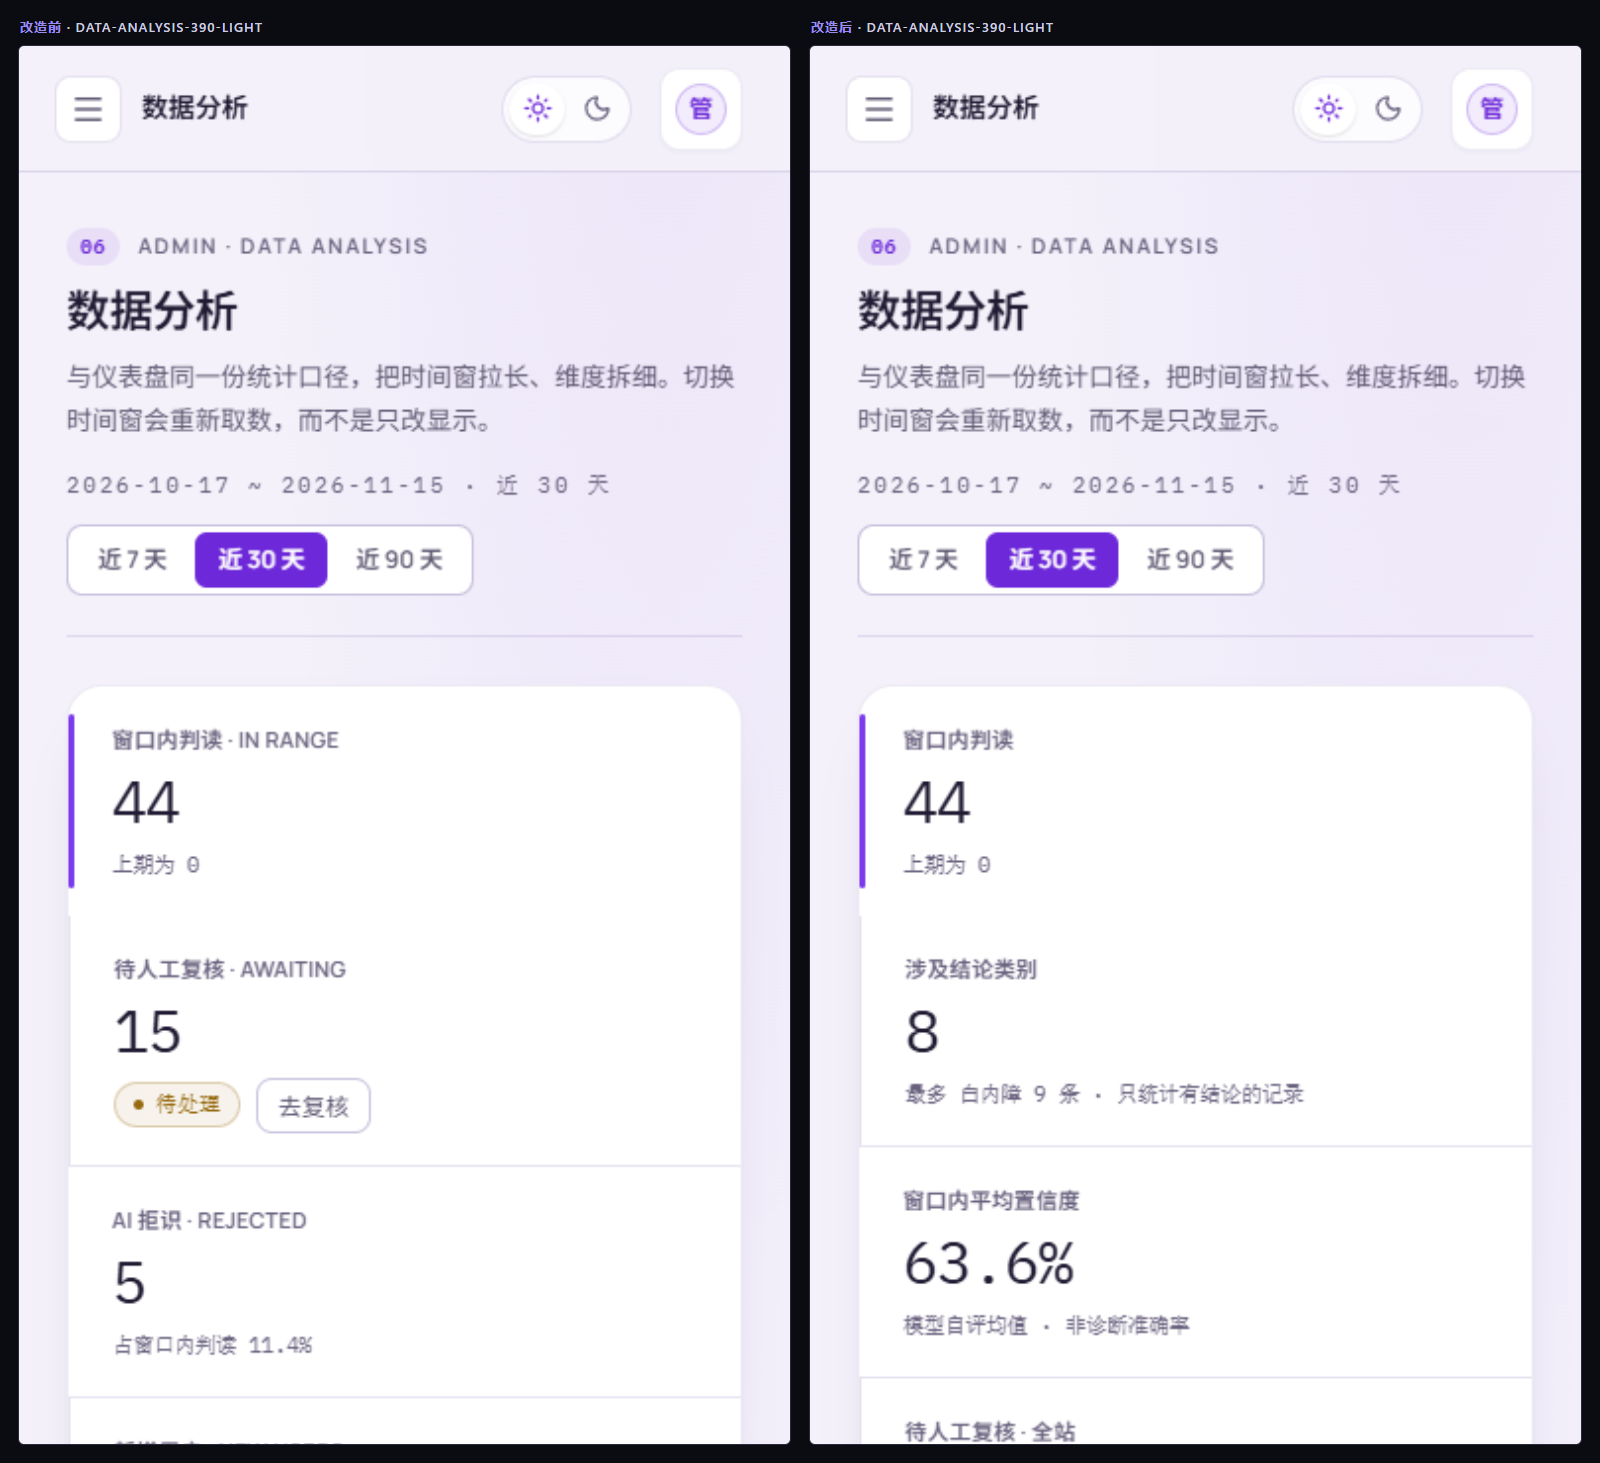 改造前 · DATA-ANALYSIS-390-LIGHT
数据分析
管
06 ADMIN · DATA ANALYSIS
数据分析
与仪表盘同一份统计口径，把时间窗拉长、维度拆细。切换
时间窗会重新取数，而不是只改显示。
2026-10-17 ~ 2026-11-15 · 近 30 天
近 7 天 近 30 天 近 90 天
窗口内判读 · IN RANGE
44
上期为 0
待人工复核 · AWAITING
15
待处理 去复核
AI 拒识 · REJECTED
5
占窗口内判读 11.4%
改造后 · DATA-ANALYSIS-390-LIGHT
数据分析
管
06 ADMIN · DATA ANALYSIS
数据分析
与仪表盘同一份统计口径，把时间窗拉长、维度拆细。切换
时间窗会重新取数，而不是只改显示。
2026-10-17 ~ 2026-11-15 · 近 30 天
近 7 天 近 30 天 近 90 天
窗口内判读
44
上期为 0
涉及结论类别
8
最多 白内障 9 条 · 只统计有结论的记录
窗口内平均置信度
63.6%
模型自评均值 · 非诊断准确率
待人工复核 · 全站